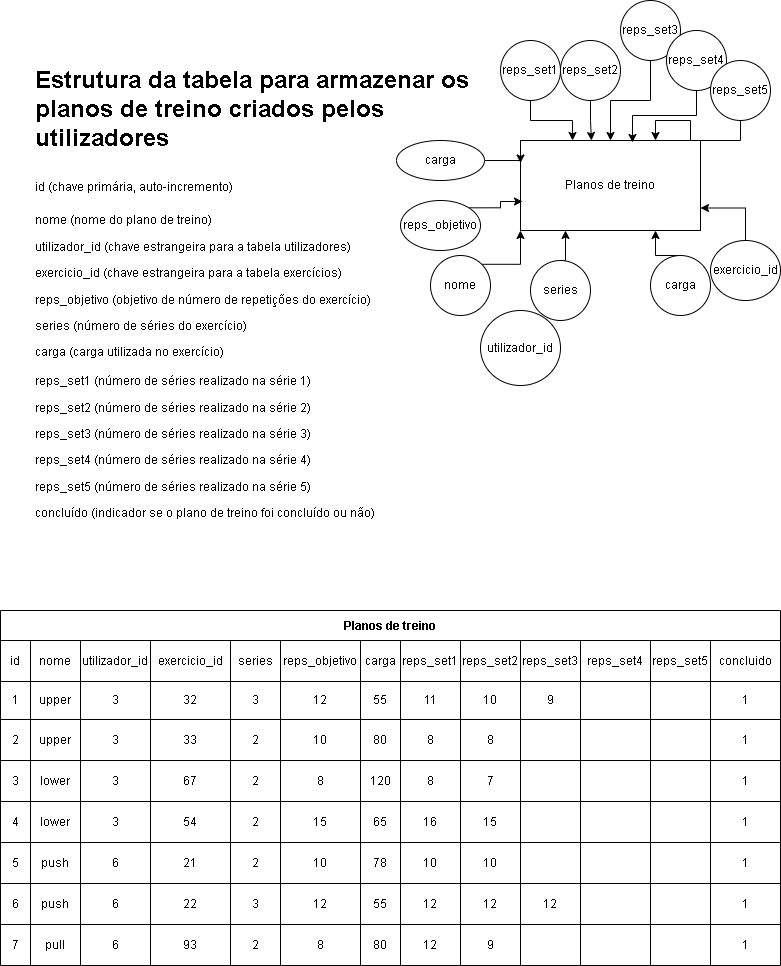 Estrutura da tabela para armazenar os
planos de treino criados pelos
utilizadores
id (chave primária, auto-incremento)
nome (nome do plano de treino)
utilizador_id (chave estrangeira para a tabela utilizadores)
exercicio_id (chave estrangeira para a tabela exercícios)
reps_objetivo (objetivo de número de repetições do exercício)
series (número de séries do exercício)
carga (carga utilizada no exercício)
reps_set1 (número de séries realizado na série 1)
reps_set2 (número de séries realizado na série 2)
reps_set3 (número de séries realizado na série 3)
reps_set4 (número de séries realizado na série 4)
reps_set5 (número de séries realizado na série 5)
concluído (indicador se o plano de treino foi concluído ou não)
reps_set3
reps_set4
reps_set1
reps_set2
reps_set5
carga
Planos de treino
reps_objetivo
nome
series
carga
exercicio_id
utilizador_id
Planos de treino
id nome utilizador_id exercicio_id series reps_objetivo carga reps_set1 reps_set2 reps_set3 reps_set4 reps_set5 concluido
1 upper 3 32 3 12 55 11 10 9 1
2 upper 3 33 2 10 80 8 8 1
3 lower 3 67 2 8 120 8 7 1
4 lower 3 54 2 15 65 16 15 1
5 push 6 21 2 10 78 10 10 1
6 push 6 22 3 12 55 12 12 12 1
7 pull 6 93 2 8 80 12 9 1